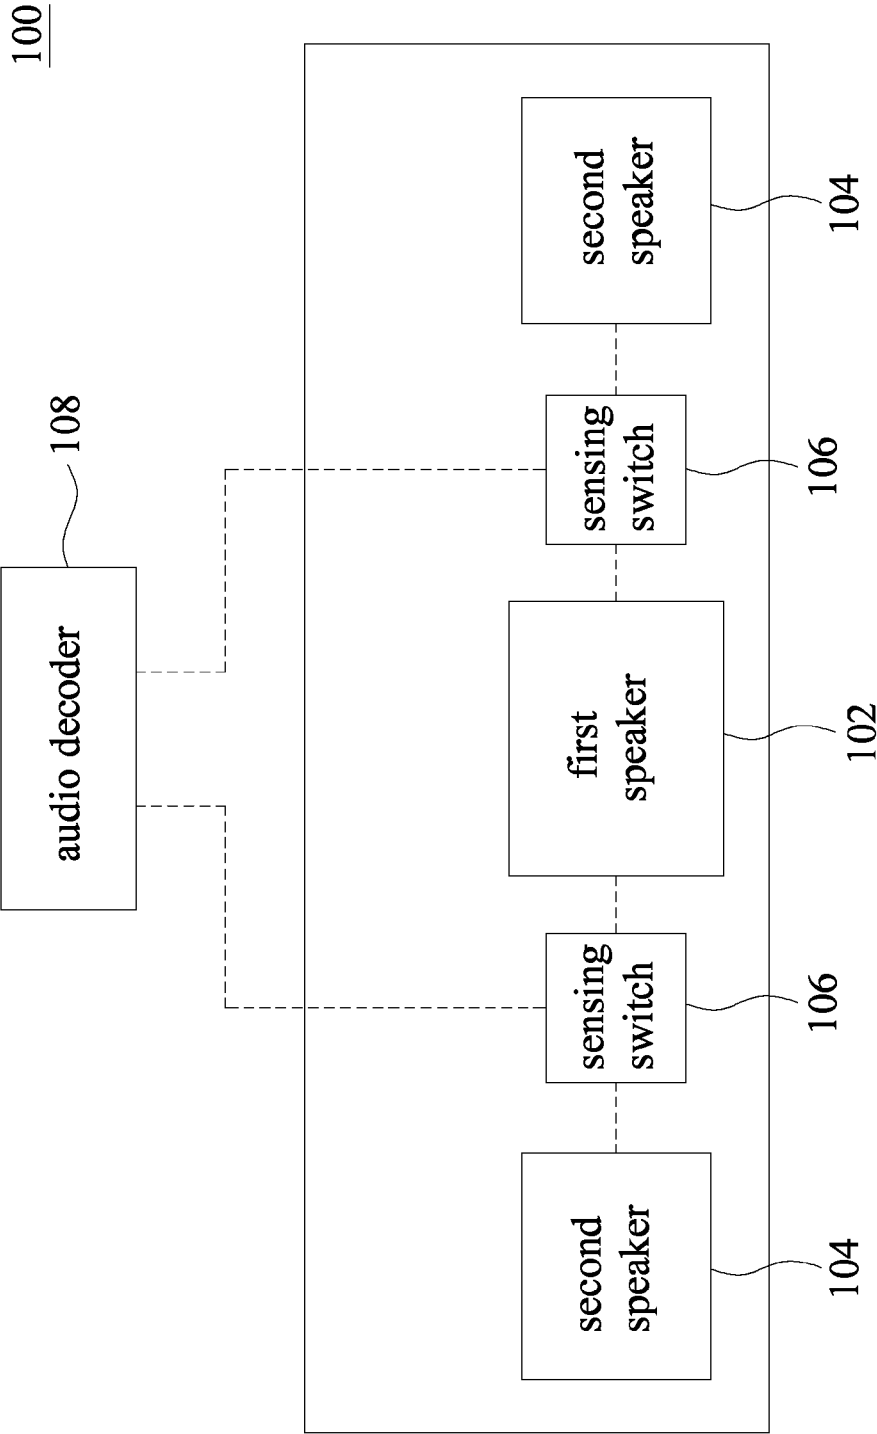 100
audio decoder
108
second
speaker
sensing
switch
first
speaker
sensing
switch
second
speaker
104
106
102
106
104